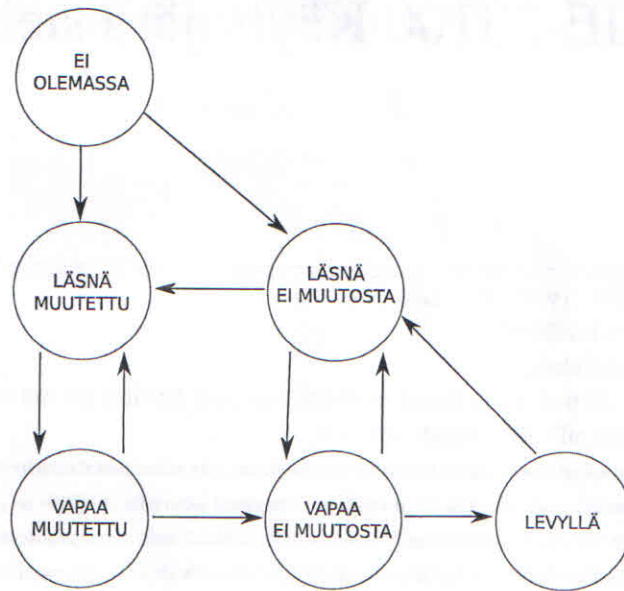 EI
OLEMASSA
LÄSNÄ
MUUTETTU
LÄSNÄ
EI MUUTOSTA
VAPAA
MUUTETTU
VAPAA
EI MUUTOSTA
LEVYLLÄ